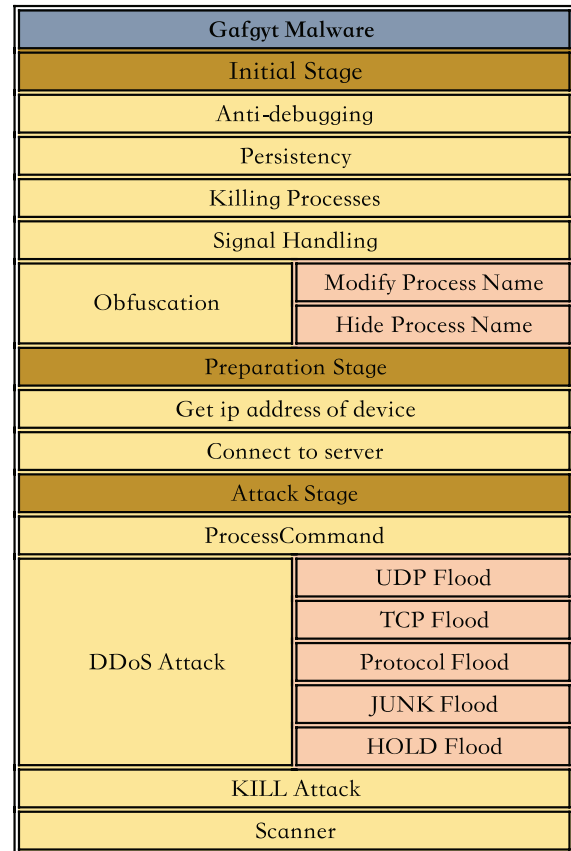 Gafgyt Malware
Initial Stage
Anti-debugging
Persistency
Killing Processes
Signal Handling
Obfuscation
Modify Process Name
Hide Process Name
Preparation Stage
Get ip address of device
Connect to server
Attack Stage
ProcessCommand
DDoS Attack
UDP Flood
TCP Flood
Protocol Flood
JUNK Flood
HOLD Flood
KILL Attack
Scanner